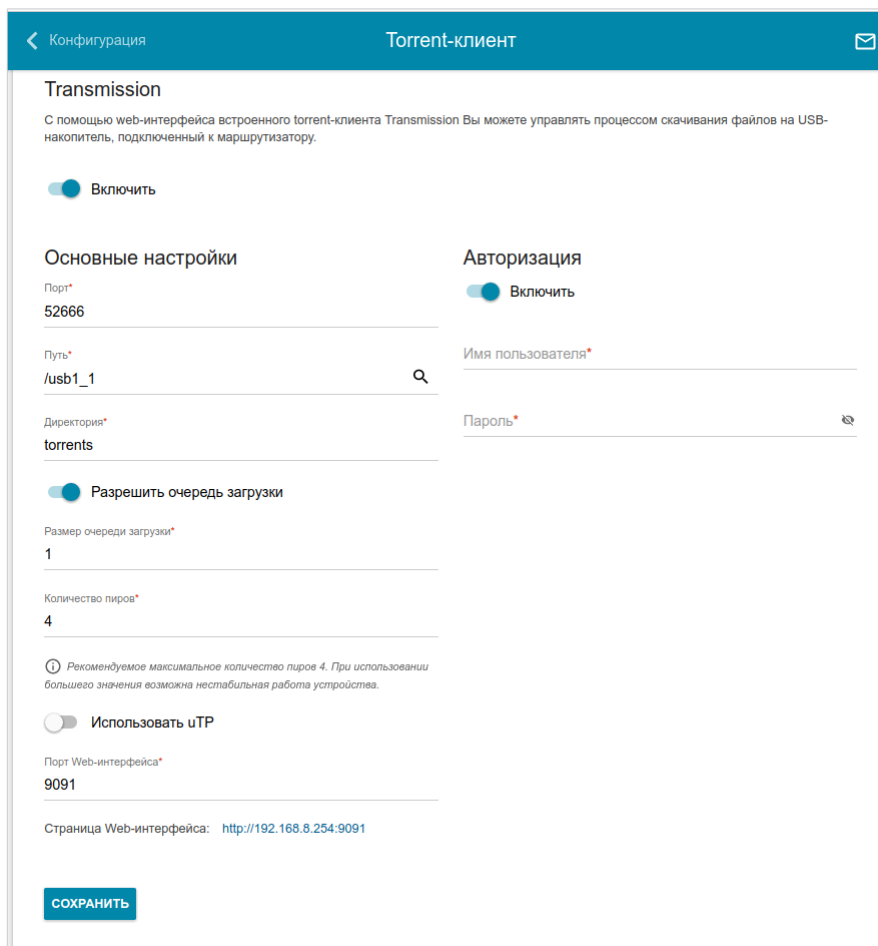 Конфигурация
Torrent-клиент
Transmission
С помощью web-интерфейса встроенного torrent-клиента Transmission Вы можете управлять процессом скачивания файлов на USB-
накопитель, подключенный к маршрутизатору.
Включить
Основные настройки
Порт*
52666
Путь*
/usb1_1
Директория*
torrents
Разрешить очередь загрузки
Размер очереди загрузки*
1
Количество пиров*
4
Рекомендуемое максимальное количество пиров 4. При использовании
большего значения возможна нестабильная работа устройства.
Использовать uTP
Порт Web-интерфейса*
9091
Страница Web-интерфейса: http://192.168.8.254:9091
СОХРАНИТЬ
Авторизация
Включить
Имя пользователя*
Пароль*